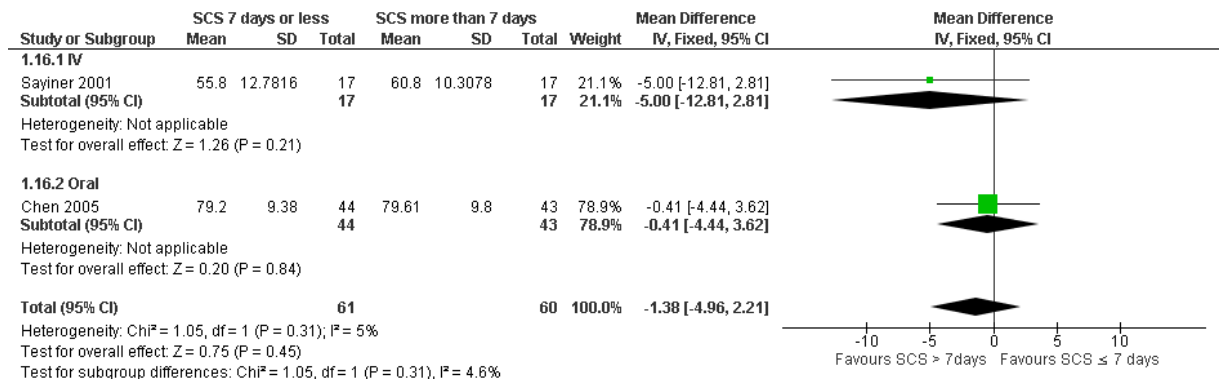 SCS 7 days or less SCS more than 7 days Mean Difference Mean Difference
Study or Subgroup Mean SD Total Mean SD Total Weight IV, Fixed, 95% CI IV, Fixed, 95% CI
1.16.1 IV
Sayiner 2001 55.8 12.7816 17 60.8 10.3078 17 21.1% -5.00 [-12.81, 2.81]
Subtotal (95% CI) 17 17 21.1% -5.00 [-12.81, 2.81]
Heterogeneity: Not applicable
Test for overall effect: Z = 1.26 (P = 0.21)
1.16.2 Oral
Chen 2005 79.2 9.38 44 79.61 9.8 43 78.9% -0.41 [-4.44, 3.62]
Subtotal (95% CI) 44 43 78.9% -0.41 [-4.44, 3.62]
Heterogeneity: Not applicable
Test for overall effect: Z = 0.20 (P = 0.84)
Total (95% CI) 61 60 100.0% -1.38 [-4.96, 2.21]
Heterogeneity: Chi² = 1.05, df = 1 (P = 0.31); I² = 5%
Test for overall effect: Z = 0.75 (P = 0.45)
Test for subgroup differences: Chi² = 1.05, df = 1 (P = 0.31), I² = 4.6%
-10 -5 0 5 10
Favours SCS > 7days Favours SCS ≤ 7 days